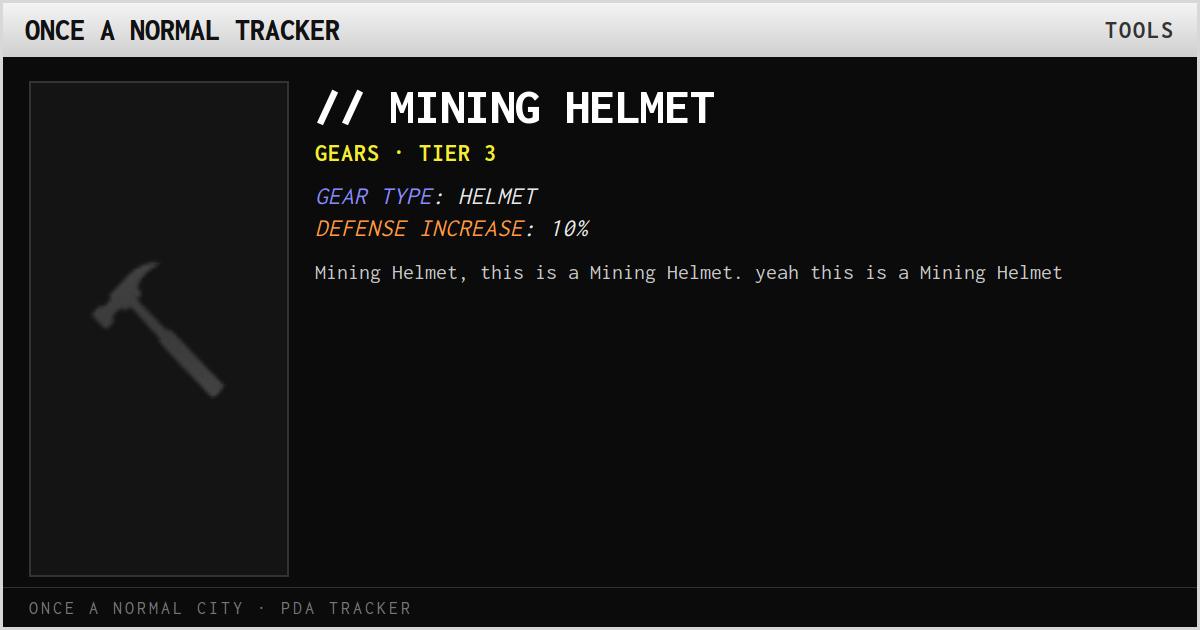 ONCE A NORMAL TRACKER
TOOLS
// MINING HELMET
GEARS · TIER 3
GEAR TYPE: HELMET
DEFENSE INCREASE: 10%
Mining Helmet, this is a Mining Helmet. yeah this is a Mining Helmet
ONCE A NORMAL CITY · PDA TRACKER